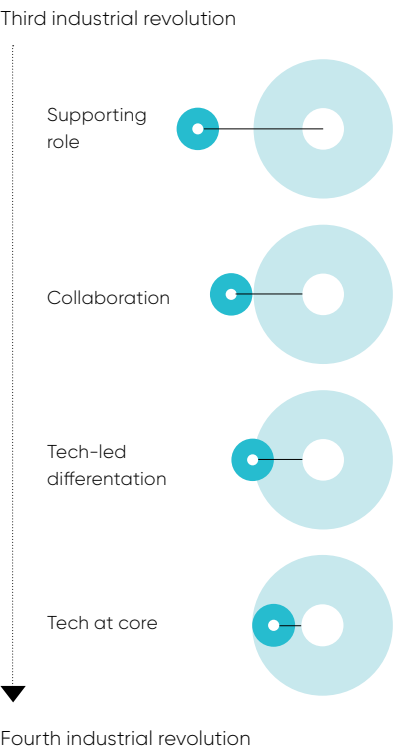 Third industrial revolution
Supporting
role
Collaboration
Tech-led
differentation
Tech at core
Fourth industrial revolution